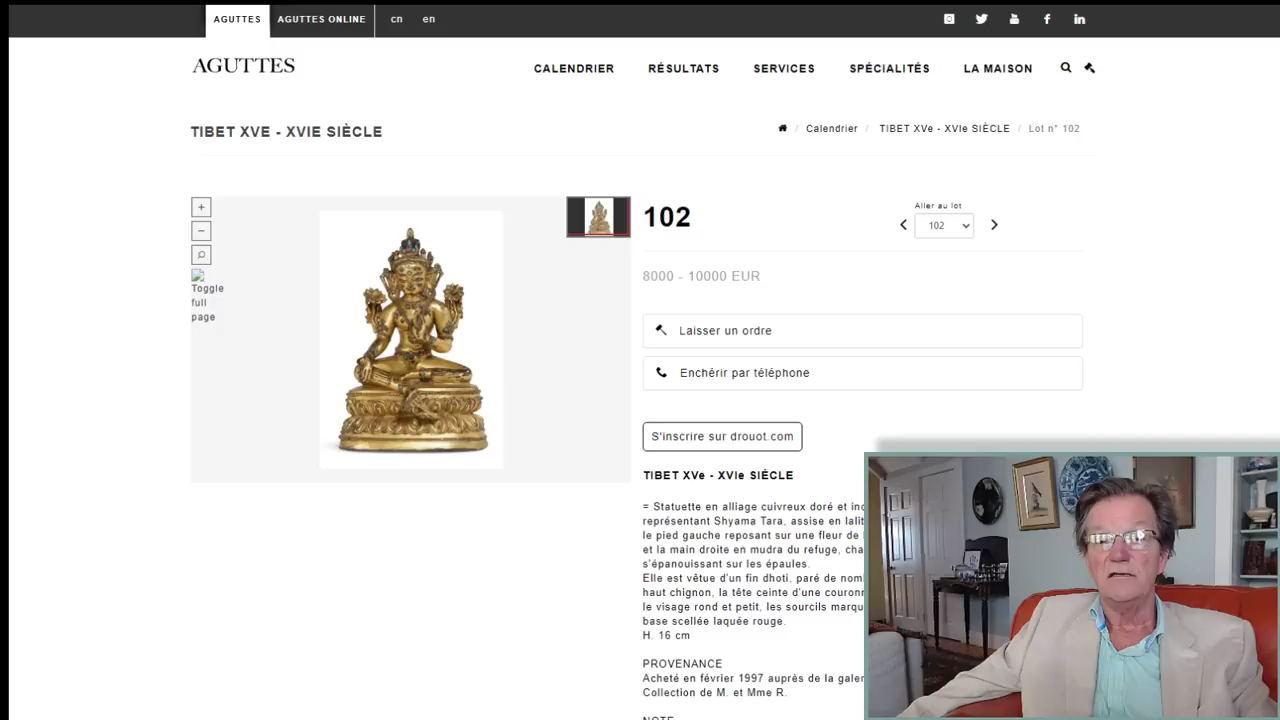 AGUTTES
AGUTTES ONLINE
cn
en
AGUTTES
CALENDRIER
RÉSULTATS
SERVICES
SPÉCIALITÉS
LA MAISON
TIBET XVE - XVIE SIÈCLE
/ Calendrier / TIBET XVe - XVIe SIÈCLE / Lot n° 102
+
−
Toggle
full
page
102
Aller au lot
102
8000 - 10000 EUR
Laisser un ordre
Enchérir par téléphone
S'inscrire sur drouot.com
TIBET XVe - XVIe SIÈCLE
= Statuette en alliage cuivreux doré et
représentant Shyama Tara, assise en
le pied gauche reposant sur une fleur de
et la main droite en mudra du refuge,
s'épanouissant sur les épaules.
Elle est vêtue d'un fin dhoti, paré de
haut chignon, la tête ceinte d'une
le visage rond et petit, les sourcils
base scellée laquée rouge.
H. 16 cm
PROVENANCE
Acheté en février 1997 auprès de la
Collection de M. et Mme R.
NOTE